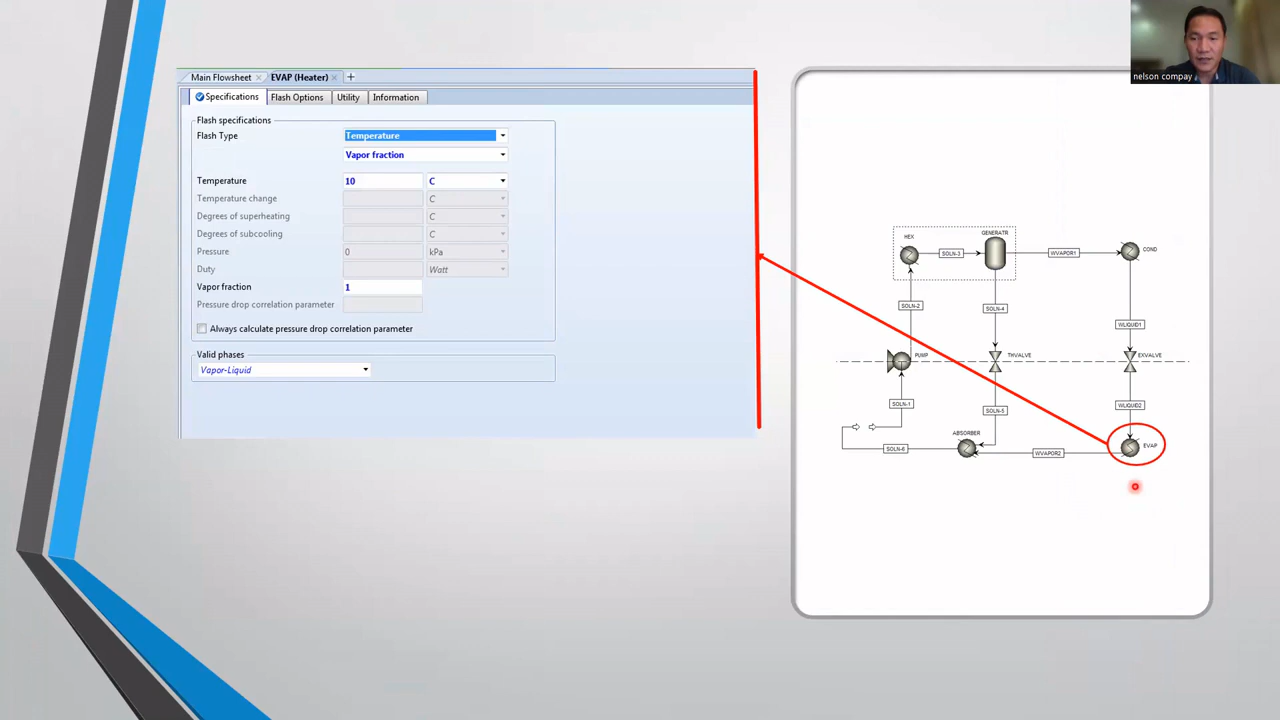 nelson compay
Main Flowsheet EVAP (Heater)
Specifications Flash Options Utility Information
Flash specifications
Flash Type Temperature
Vapor fraction
Temperature 10 C
Temperature change C
Degrees of superheating C
Degrees of subcooling C
Pressure 0 kPa
Duty Watt
Vapor fraction 1
Pressure drop correlation parameter
Always calculate pressure drop correlation parameter
Valid phases
Vapor-Liquid
HEX
GENERATR
SOLN-3
WVAPOR1
COND
SOLN-2
SOLN-4
WLIQUID1
PUMP
THVALVE
EXVALVE
SOLN-1
SOLN-5
WLIQUID2
ABSORBER
EVAP
SOLN-6
WVAPOR2